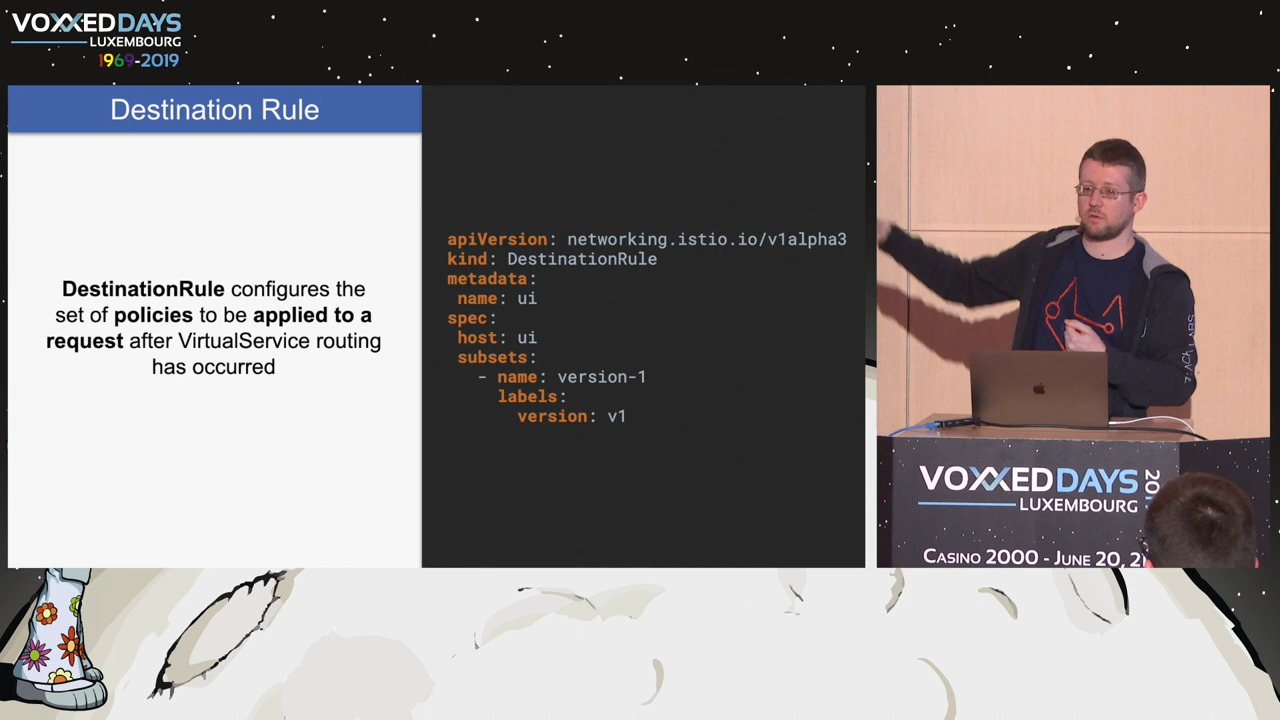 VOXXEDDAYS
LUXEMBOURG
1969-2019
Destination Rule
DestinationRule configures the
set of policies to be applied to a
request after VirtualService routing
has occurred
apiVersion: networking.istio.io/v1alpha3
kind: DestinationRule
metadata:
name: ui
spec:
host: ui
subsets:
- name: version-1
labels:
version: v1
LABS
VOXXEDDAYS
LUXEMBOURG
CASINO 2000 - JUNE 20,